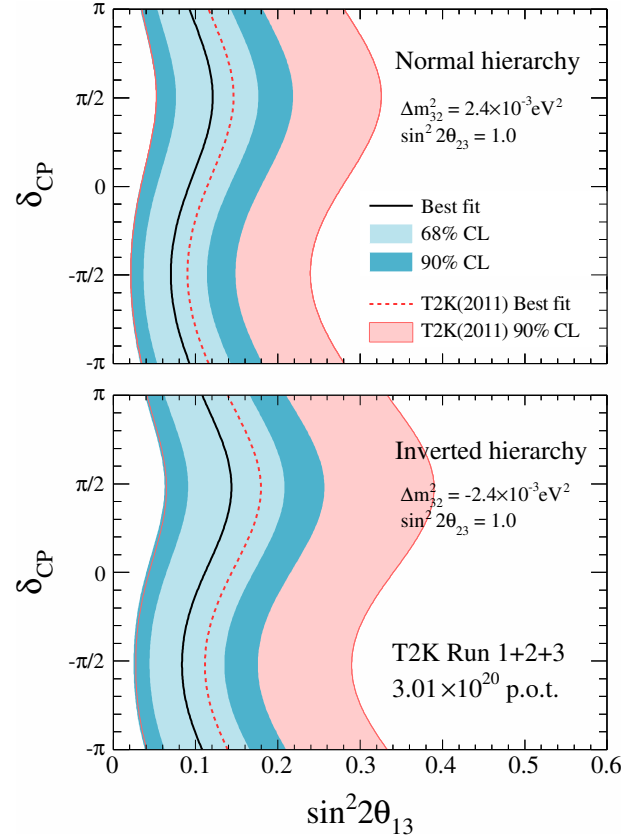 π
π/2
0
-π/2
-π
δCP
Normal hierarchy
Δm²₃₂ = 2.4×10⁻³eV²
sin² 2θ₂₃ = 1.0
Best fit
68% CL
90% CL
T2K(2011) Best fit
T2K(2011) 90% CL
π
π/2
0
-π/2
-π
δCP
Inverted hierarchy
Δm²₃₂ = -2.4×10⁻³eV²
sin² 2θ₂₃ = 1.0
T2K Run 1+2+3
3.01×10²⁰ p.o.t.
0 0.1 0.2 0.3 0.4 0.5 0.6
sin²2θ₁₃